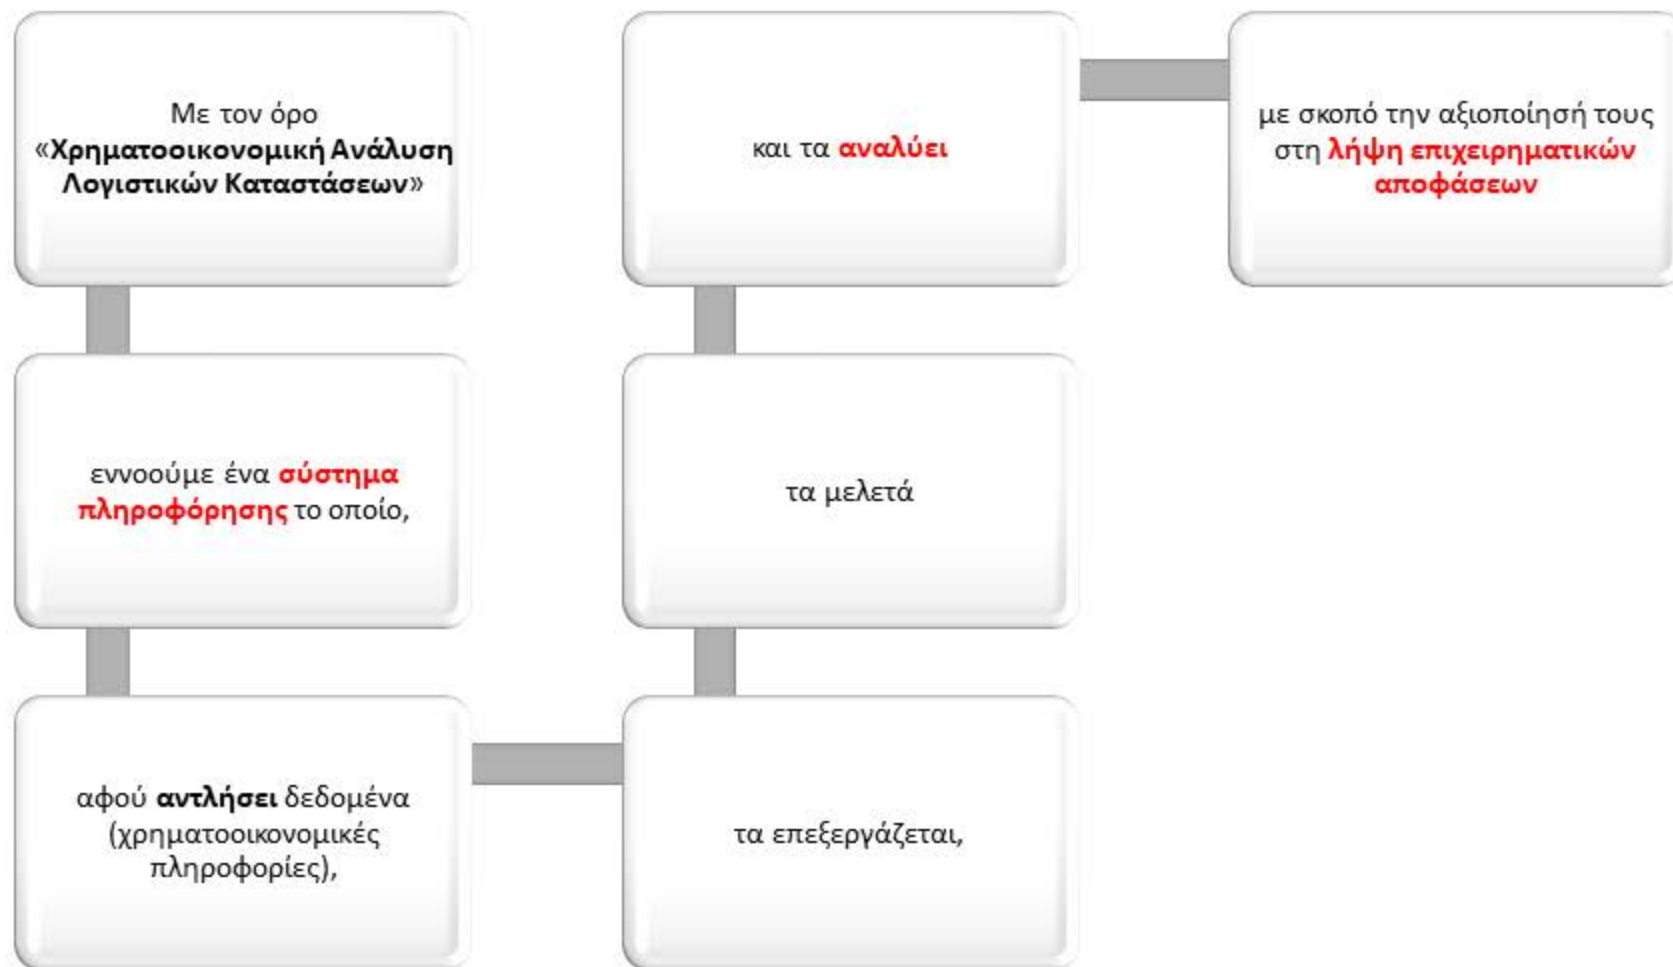 Με τον όρο
«Χρηματοοικονομική Ανάλυση
Λογιστικών Καταστάσεων»
εννοούμε ένα σύστημα
πληροφόρησης το οποίο,
αφού αντλήσει δεδομένα
(χρηματοοικονομικές
πληροφορίες),
τα επεξεργάζεται,
τα μελετά
και τα αναλύει
με σκοπό την αξιοποίησή τους
στη λήψη επιχειρηματικών
αποφάσεων